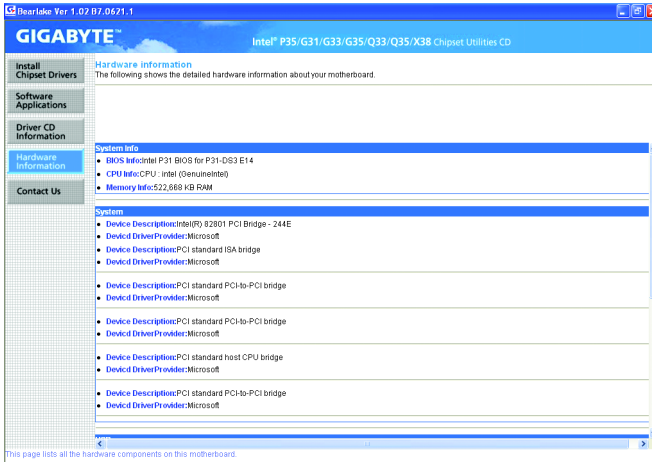 Bearlake Ver 1.02 B7.0621.1
GIGABYTE™
Intel® P35/G31/G33/G35/Q33/Q35/X38 Chipset Utilities CD
Install
Chipset Drivers
Software
Applications
Driver CD
Information
Hardware
Information
Contact Us
Hardware information
The following shows the detailed hardware information about your motherboard.
System Info
• BIOS Info:Intel P31 BIOS for P31-DS3 E14
• CPU Info:CPU : intel (GenuineIntel)
• Memory Info:522,668 KB RAM
System
• Device Description:Intel(R) 82801 PCI Bridge - 244E
• Devicd DriverProvider:Microsoft
• Device Description:PCI standard ISA bridge
• Devicd DriverProvider:Microsoft
• Device Description:PCI standard PCI-to-PCI bridge
• Devicd DriverProvider:Microsoft
• Device Description:PCI standard PCI-to-PCI bridge
• Devicd DriverProvider:Microsoft
• Device Description:PCI standard host CPU bridge
• Devicd DriverProvider:Microsoft
• Device Description:PCI standard PCI-to-PCI bridge
• Devicd DriverProvider:Microsoft
This page lists all the hardware components on this motherboard.